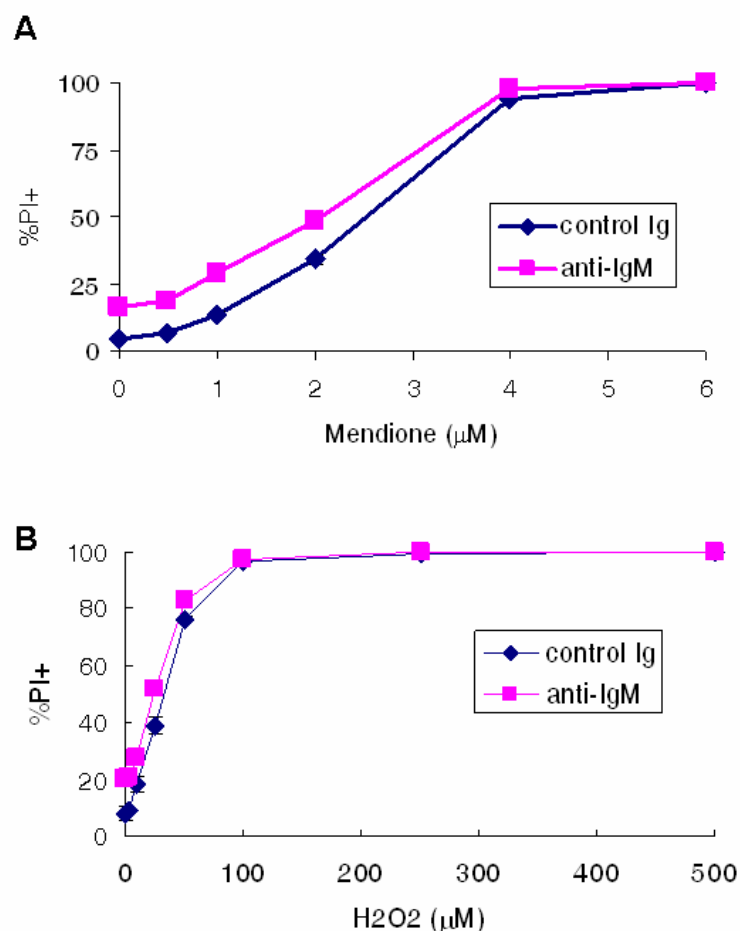 A
100
75
50
25
0
%PI+
control Ig
anti-IgM
0 1 2 3 4 5 6
Mendione (µM)
B
100
80
60
40
20
0
%PI+
control Ig
anti-IgM
0 100 200 300 400 500
H2O2 (µM)